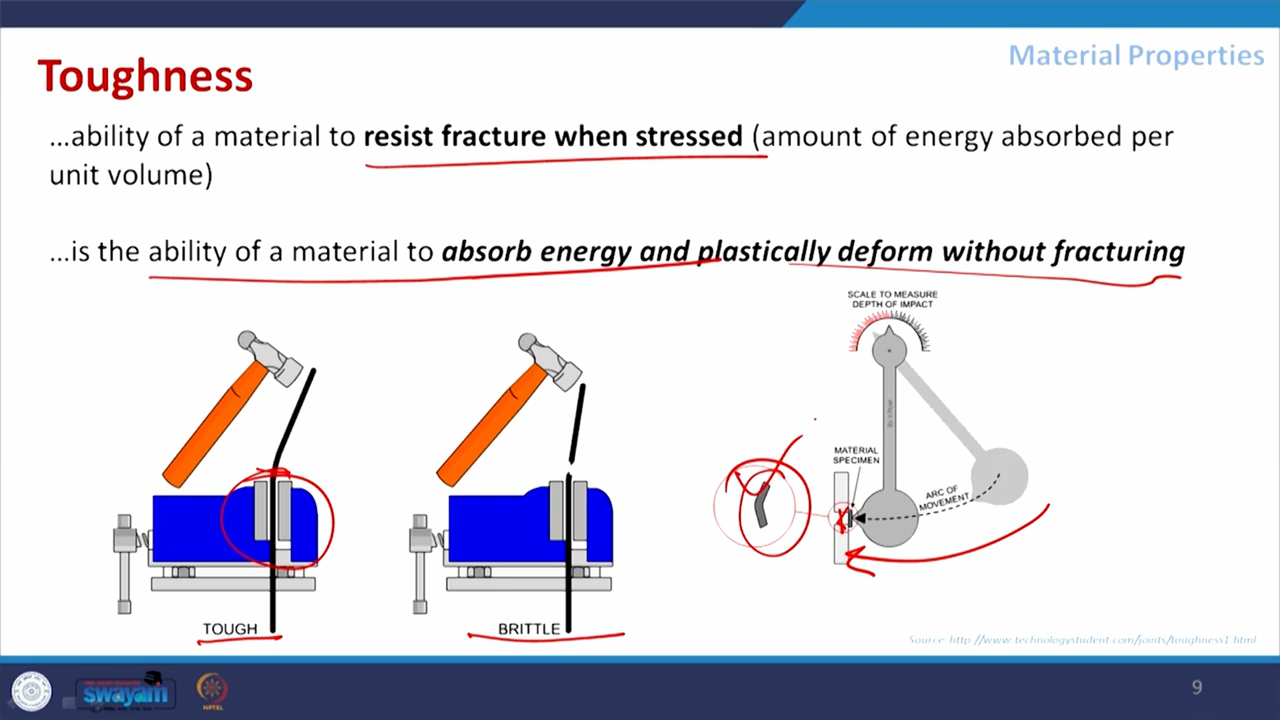 Material Properties
Toughness
...ability of a material to resist fracture when stressed (amount of energy absorbed per
unit volume)
...is the ability of a material to absorb energy and plastically deform without fracturing
SCALE TO MEASURE
DEPTH OF IMPACT
MATERIAL
SPECIMEN
ARC OF
MOVEMENT
TOUGH
BRITTLE
Source: http://www.technologystudent.com/joints/toughness1.html
swayam
NPTEL
9